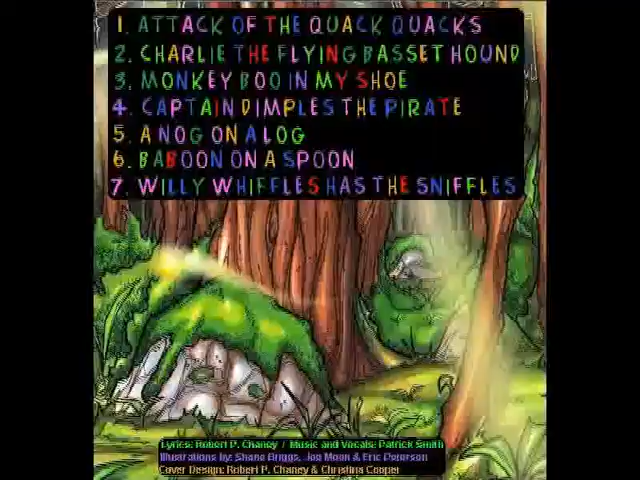 1. ATTACK OF THE QUACK QUACKS
2. CHARLIE THE FLYING BASSET HOUND
3. MONKEY BOO IN MY SHOE
4. CAPTAIN DIMPLES THE PIRATE
5. A NOG ON A LOG
6. BABOON ON A SPOON
7. WILLY WHIFFLES HAS THE SNIFFLES
Lyrics: Robert P. Chaney / Music and Vocals: Patrick Smith
Illustrations by: Shane Briggs, Joe Moon & Eric Peterson
Cover Design: Robert P. Chaney & Christina Cooper